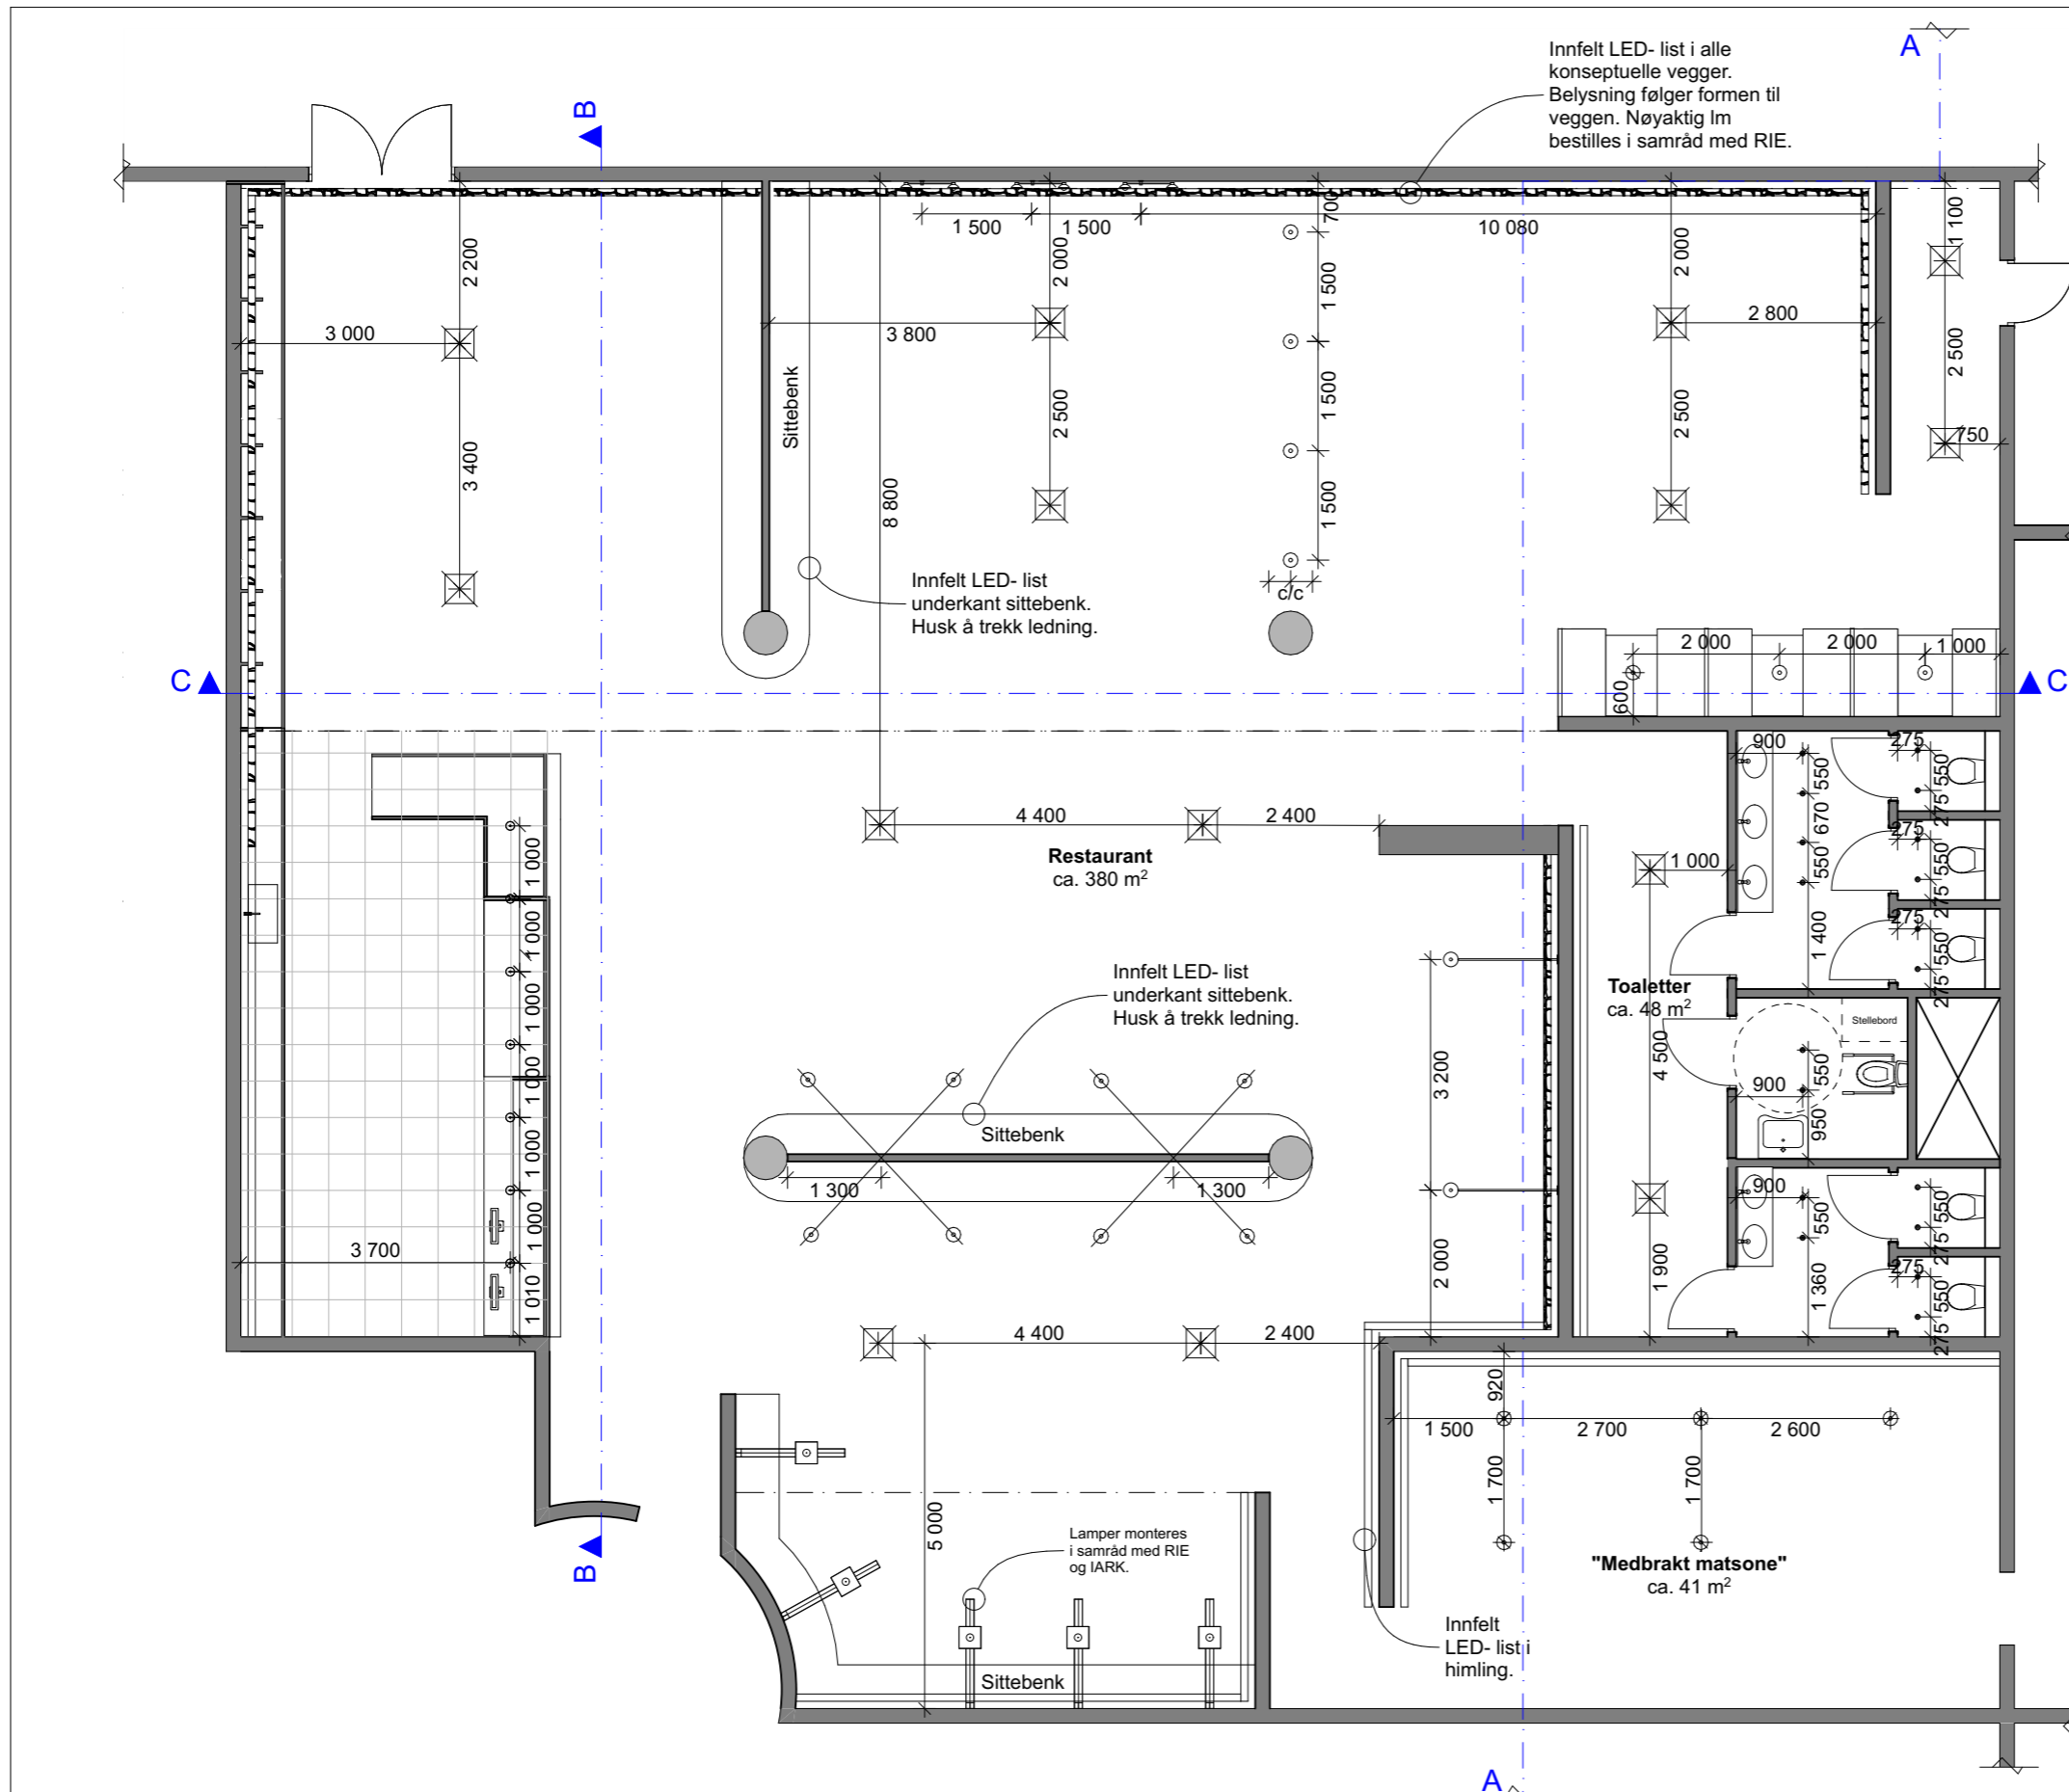 A
Innfelt LED- list i alle
konseptuelle vegger.
Belysning følger formen til
veggen. Nøyaktig lm
bestilles i samråd med RIE.
B
1 500
1 500
10 080
700
1 100
2 200
2 000
1 500
2 000
3 000
3 800
2 800
2 500
Sittebenk
3 400
2 500
1 500
2 500
750
8 800
1 500
Innfelt LED- list
underkant sittebenk.
Husk å trekk ledning.
c/c
2 000
2 000
1 000
C
600
C
900
275
550
550
275
4 400
2 400
670
275
1 000
Restaurant
ca. 380 m²
1 000
550
550
275
1 000
275
1 400
550
Innfelt LED- list
underkant sittebenk.
Husk å trekk ledning.
Toaletter
ca. 48 m²
275
1 000
Stellebord
4 500
1 000
3 200
550
900
950
Sittebenk
1 000
1 300
1 300
900
550
550
1 000
275
3 700
2 000
1 900
275
1 010
1 360
550
4 400
2 400
275
920
1 500
2 700
2 600
1 700
1 700
5 000
Lamper monteres
i samråd med RIE
og IARK.
B
"Medbrakt matsone"
ca. 41 m²
Innfelt
LED- list i
himling.
Sittebenk
A